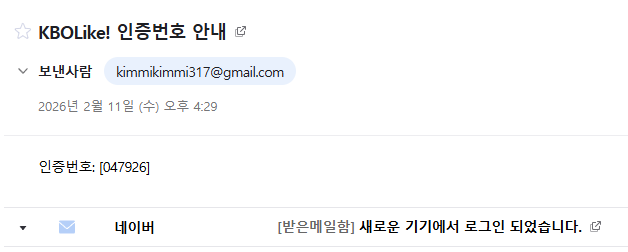 KBOLike! 인증번호 안내
보낸사람 kimmikimmi317@gmail.com
2026년 2월 11일 (수) 오후 4:29
인증번호: [047926]
네이버 [받은메일함] 새로운 기기에서 로그인 되었습니다.